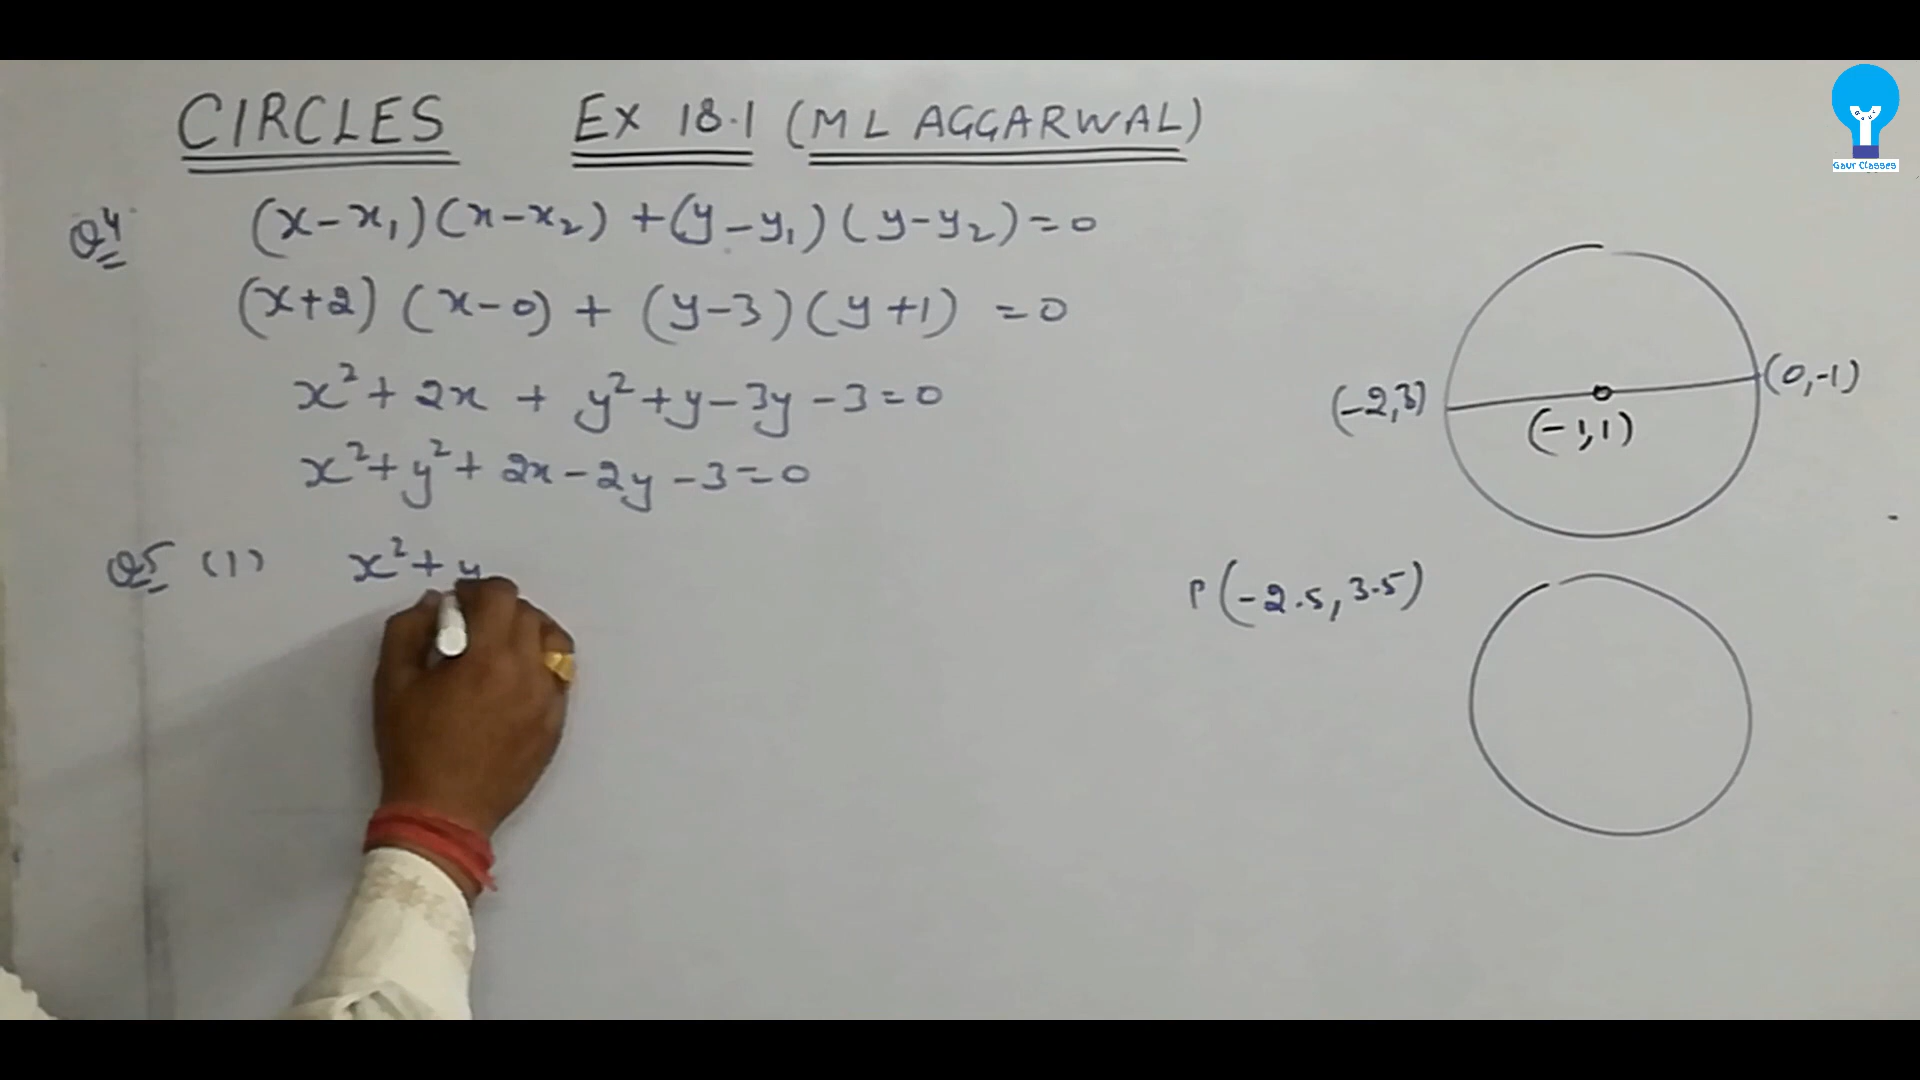 CIRCLES EX 18.1 (ML AGGARWAL)
Gaur Classes
Q4 (x-x₁)(x-x₂)+(y-y₁)(y-y₂)=0
(x+2)(x-0)+(y-3)(y+1)=0
x²+2x+y²+y-3y-3=0
x²+y²+2x-2y-3=0
(-2,3)
(0,-1)
(-1,1)
Q5 (1) x²+y
P(-2.5,3.5)